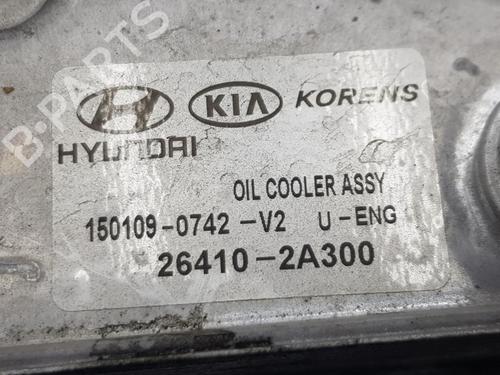 B-PARTS
HYUNDAI
KIA
KORENS
OIL COOLER ASSY
150109-0742-V2 U-ENG
26410-2A300